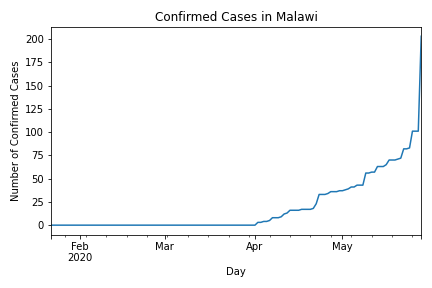 Confirmed Cases in Malawi
Number of Confirmed Cases
200
175
150
125
100
75
50
25
0
Feb
2020
Mar
Apr
May
Day